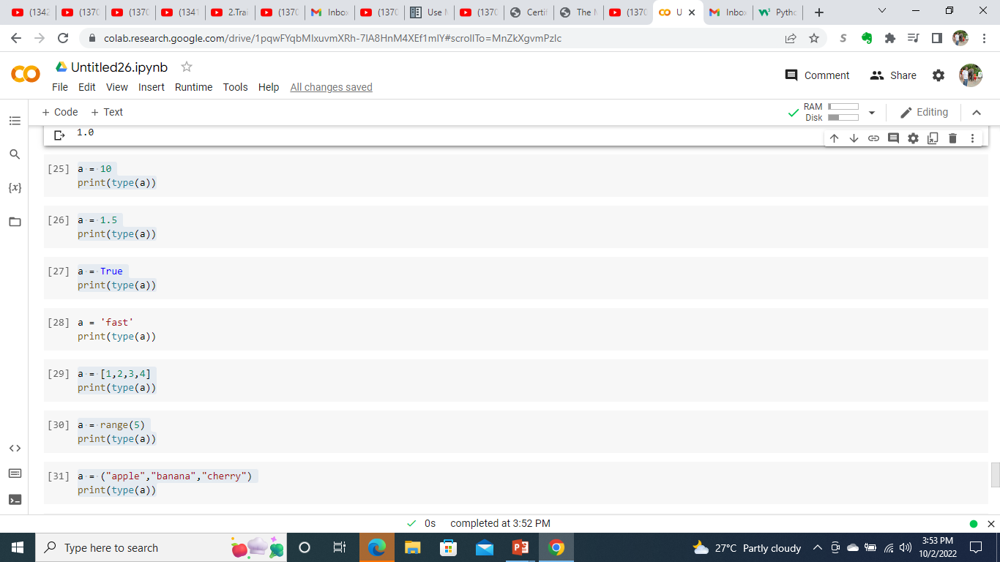 (1342
(1370
(1370
(1341
2.Trai
(1370
Inbox
(1370
Use M
(1370
Certif
The M
(1370
U
Inbox
Pytho
colab.research.google.com/drive/
Untitled26.ipynb
File Edit View Insert Runtime Tools Help All changes saved
Comment
Share
+ Code + Text
RAM
Disk
Editing
1.0
[25] a = 10
print(type(a))
[26] a = 1.5
print(type(a))
[27] a = True
print(type(a))
[28] a = 'fast'
print(type(a))
[29] a = [1,2,3,4]
print(type(a))
[30] a = range(5)
print(type(a))
[31] a = ("apple","banana","cherry")
print(type(a))
{x}
0s completed at 3:52 PM
Type here to search
27°C Partly cloudy
3:53 PM
10/2/2022